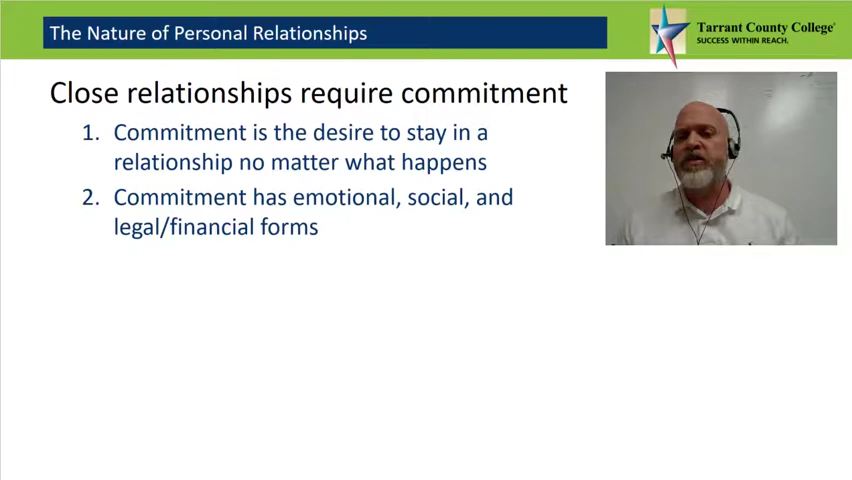 The Nature of Personal Relationships
Tarrant County College®
SUCCESS WITHIN REACH.
Close relationships require commitment
1. Commitment is the desire to stay in a
relationship no matter what happens
2. Commitment has emotional, social, and
legal/financial forms